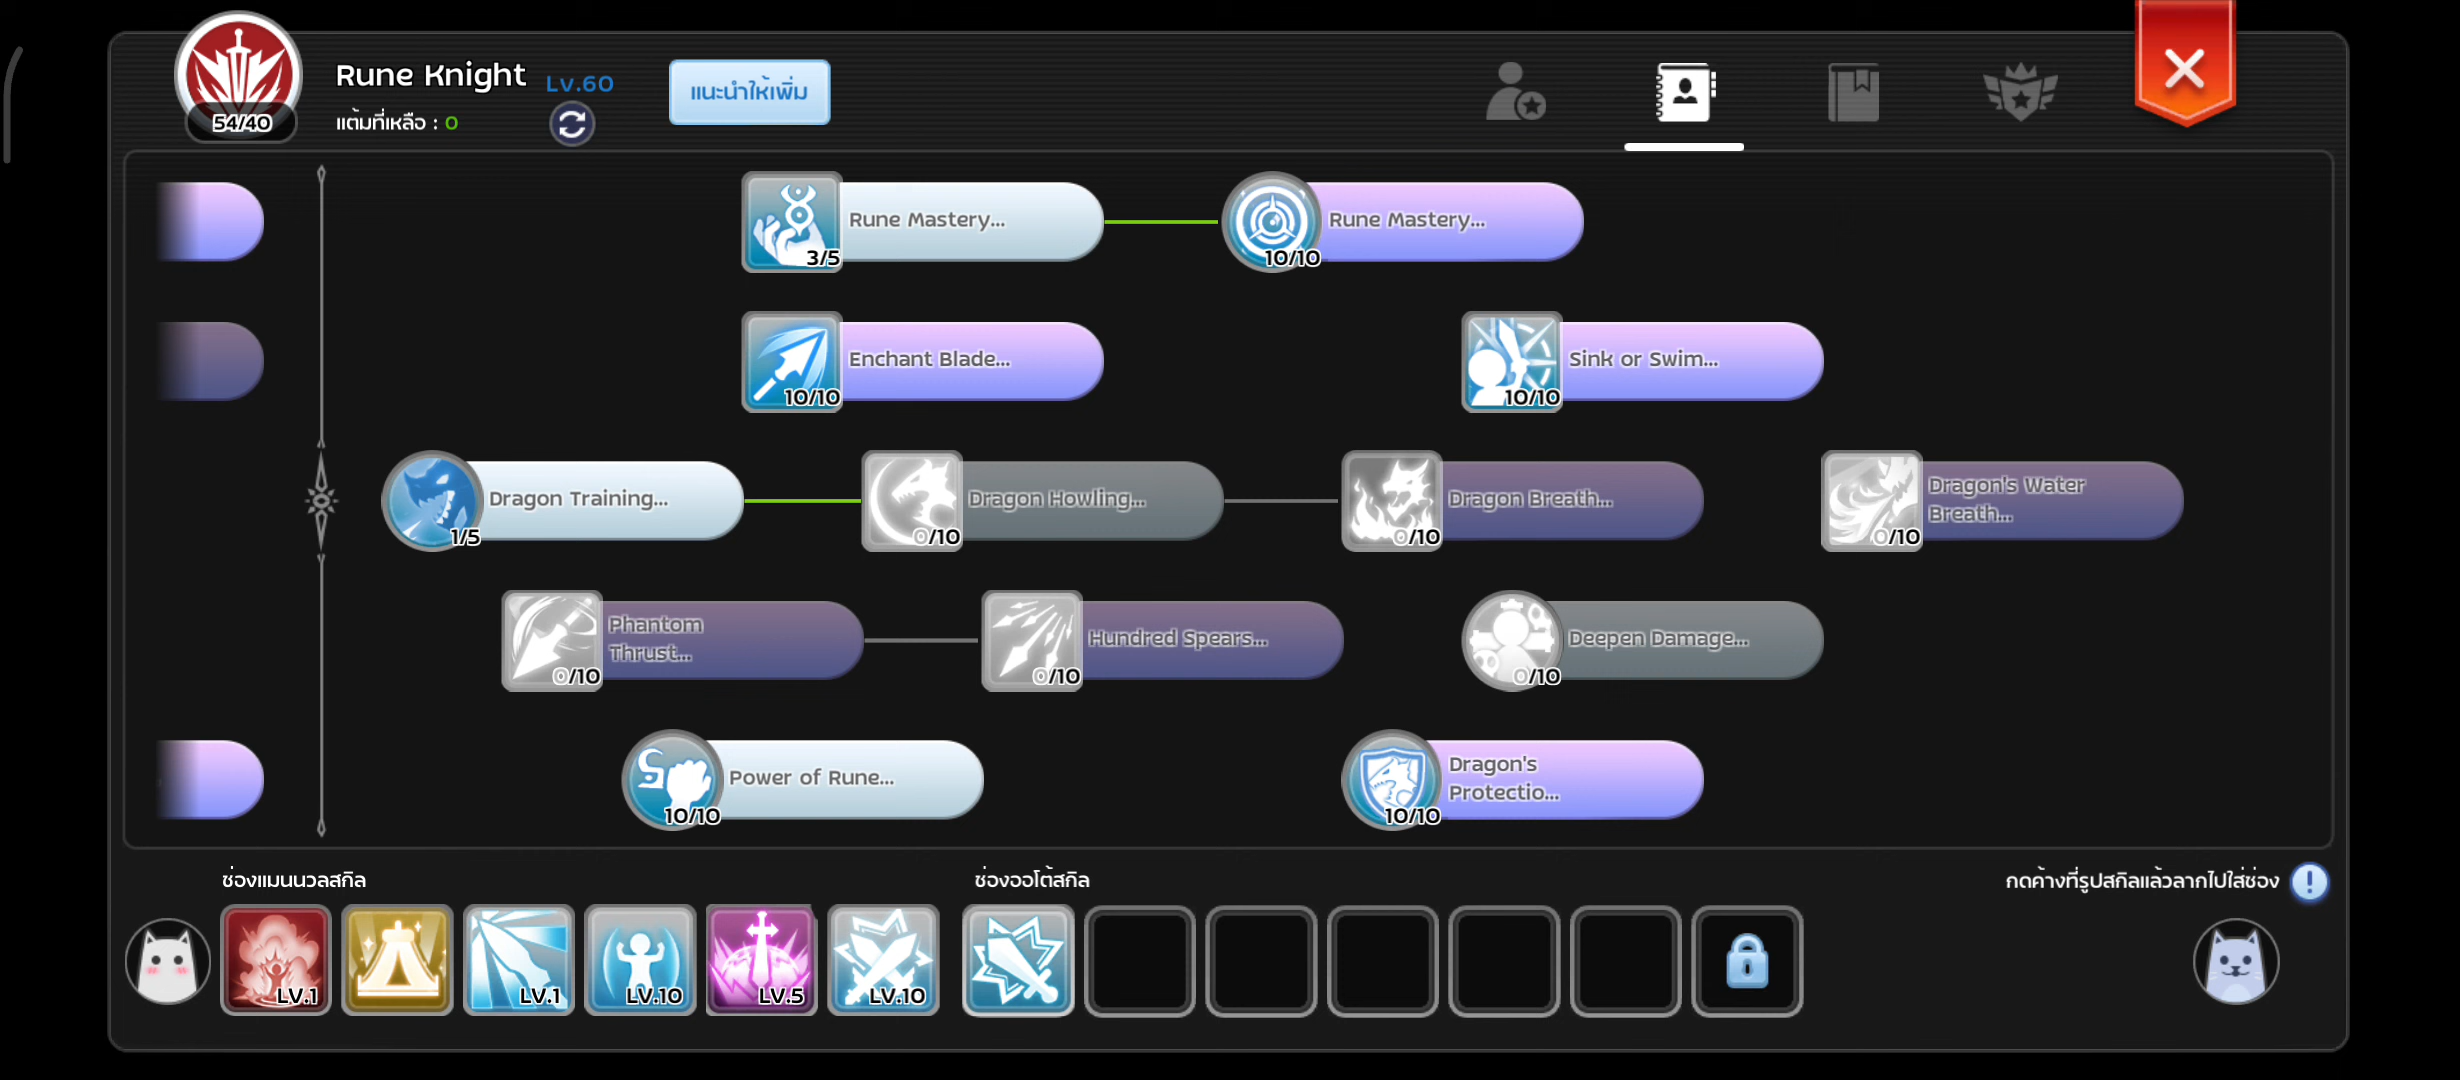 Rune Knight Lv.60
แนะนำให้เพิ่ม
54/40
แต้มที่เหลือ : 0
Rune Mastery...
3/5
Rune Mastery...
10/10
Enchant Blade...
10/10
Sink or Swim...
10/10
Dragon Training...
1/5
Dragon Howling...
0/10
Dragon Breath...
0/10
Dragon's Water
Breath...
0/10
Phantom
Thrust...
0/10
Hundred Spears...
0/10
Deepen Damage...
0/10
Power of Rune...
10/10
Dragon's
Protectio...
10/10
ช่องแมนนวลสกิล
ช่องออโต้สกิล
กดค้างที่รูปสกิลแล้วลากไปใส่ช่อง
LV.1
LV.1
LV.10
LV.5
LV.10